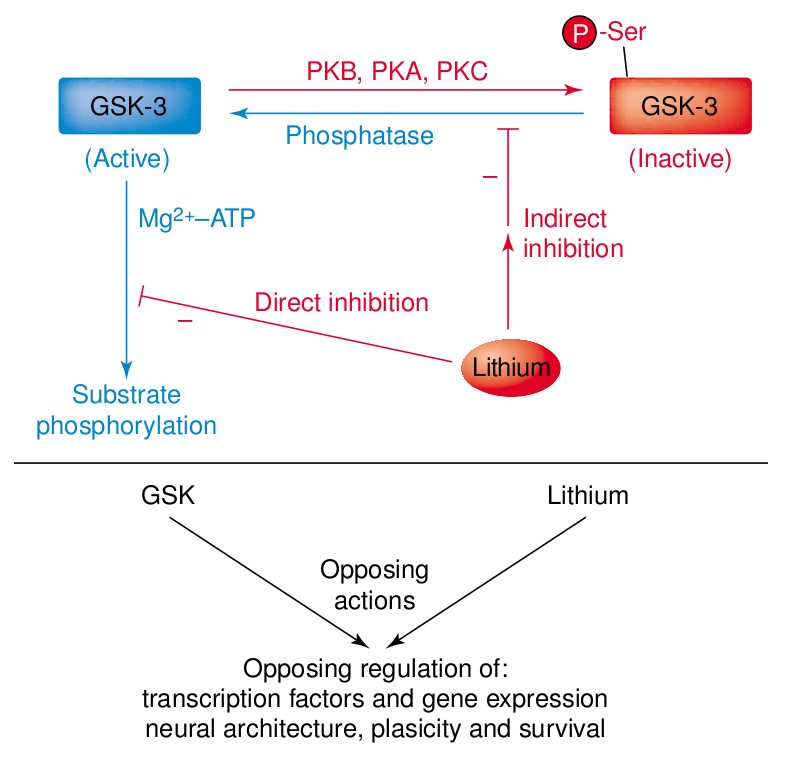 P -Ser
PKB, PKA, PKC
GSK-3
GSK-3
Phosphatase
(Active)
(Inactive)
–
Mg2+–ATP
Indirect
inhibition
Direct inhibition
–
Lithium
Substrate
phosphorylation
GSK
Lithium
Opposing
actions
Opposing regulation of:
transcription factors and gene expression
neural architecture, plasicity and survival